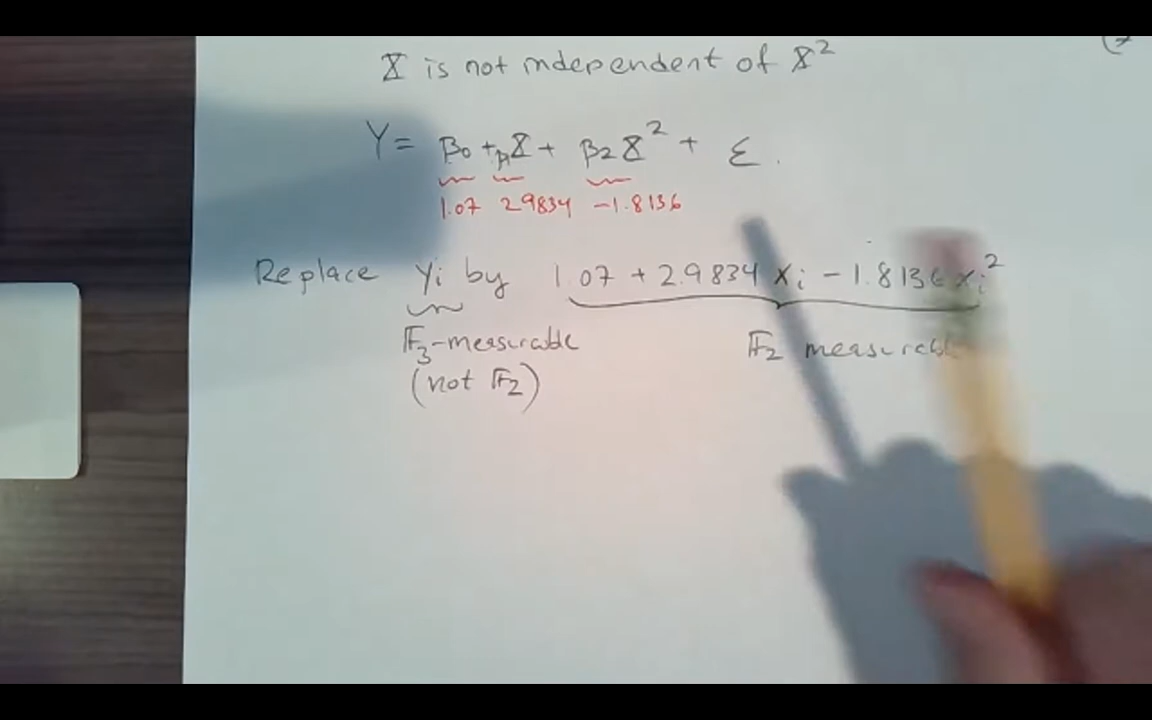 X is not independent of X²
Y = β₀ + β₁X + β₂X² + ε.
1.07 2.9834 -1.8136
Replace Yi by 1.07 + 2.9834 xi - 1.8136 xi²
F₃-measurable F₂ measurable
(not F₂)